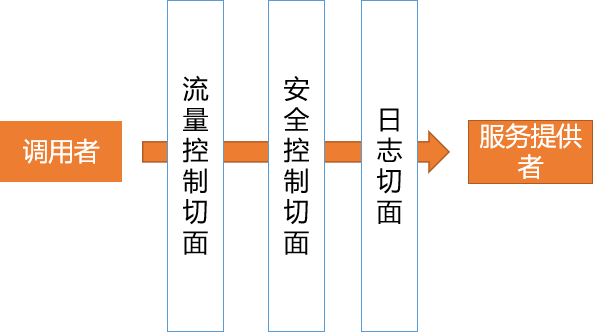 调用者
流量控制切面
安全控制切面
日志切面
服务提供
者